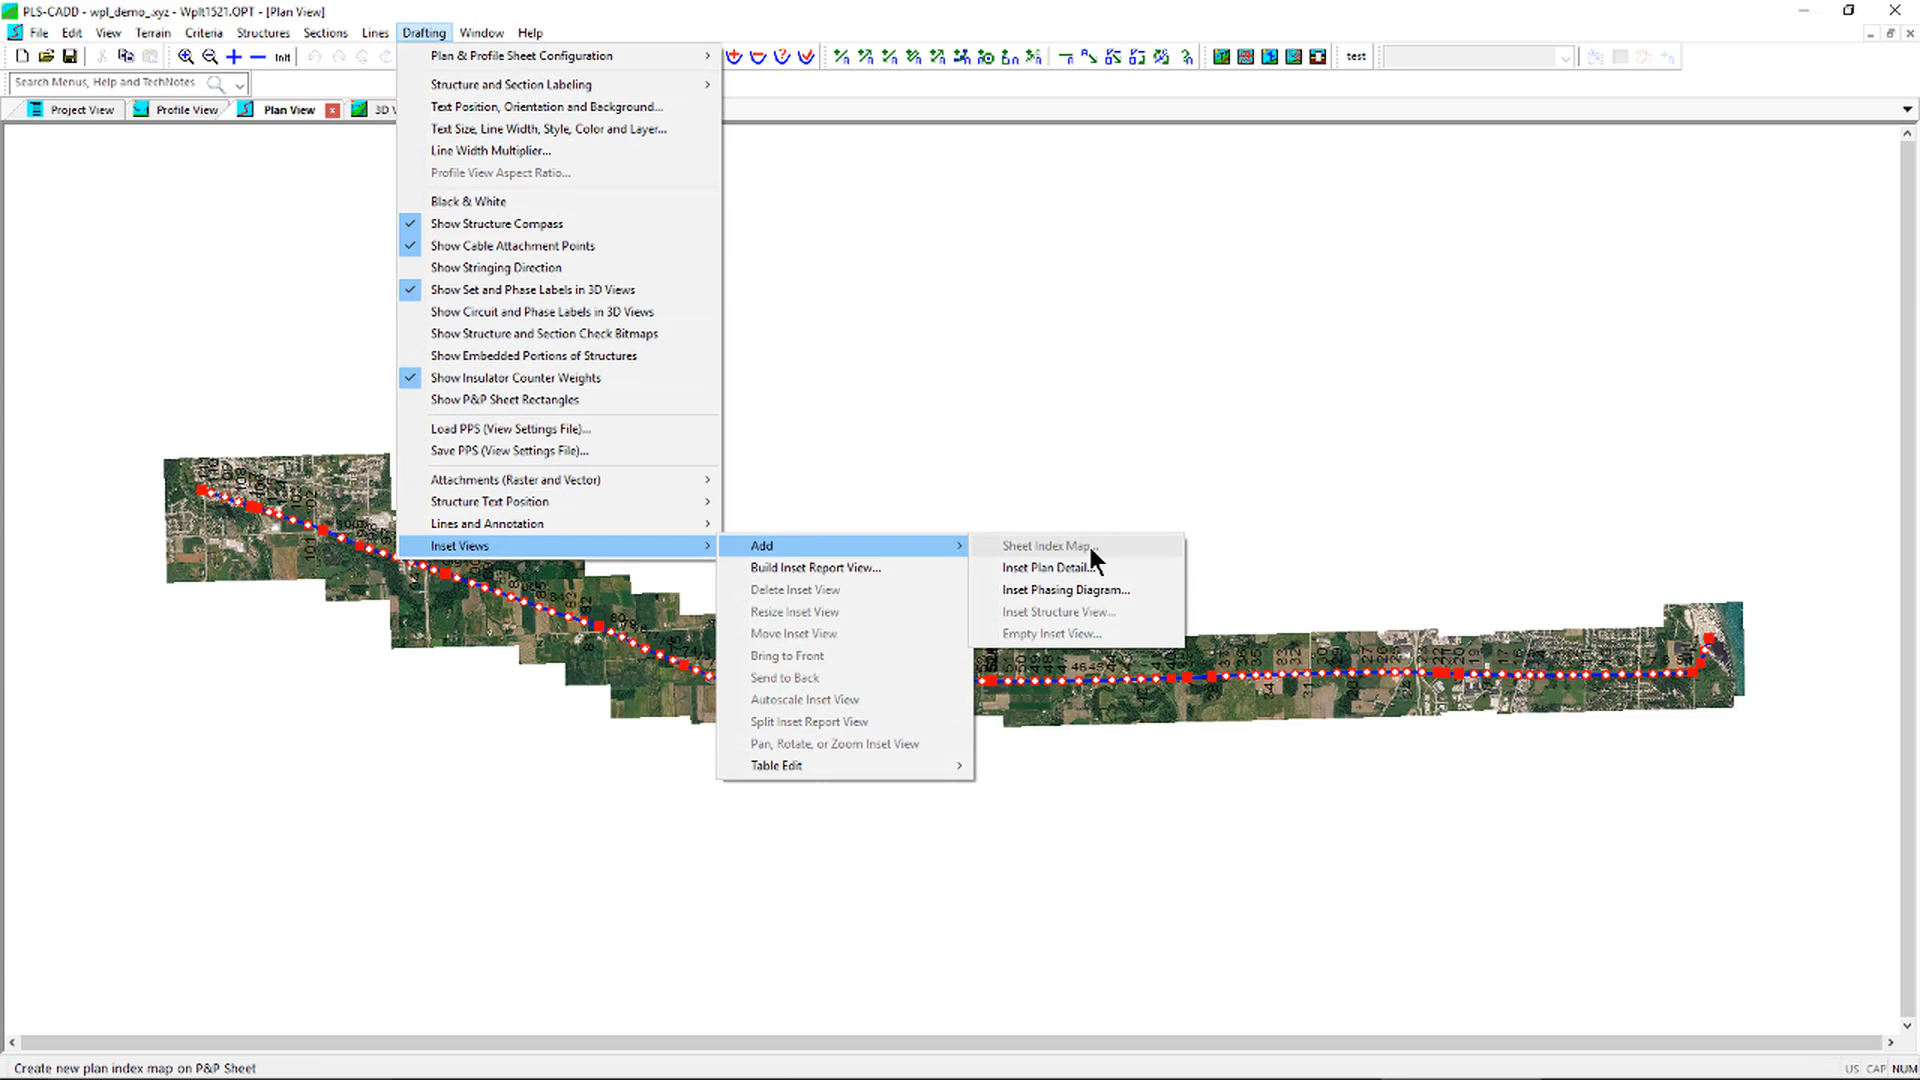 PLS-CADD - wpl_demo_.xyz - Wplt1521.OPT - [Plan View]
File Edit View Terrain Criteria Structures Sections Lines Drafting Window Help
Init
test
Search Menus, Help and TechNotes
Project View
Profile View
Plan View
3D V
Plan & Profile Sheet Configuration
Structure and Section Labeling
Text Position, Orientation and Background...
Text Size, Line Width, Style, Color and Layer...
Line Width Multiplier...
Profile View Aspect Ratio...
Black & White
Show Structure Compass
Show Cable Attachment Points
Show Stringing Direction
Show Set and Phase Labels in 3D Views
Show Circuit and Phase Labels in 3D Views
Show Structure and Section Check Bitmaps
Show Embedded Portions of Structures
Show Insulator Counter Weights
Show P&P Sheet Rectangles
Load PPS (View Settings File)...
Save PPS (View Settings File)...
Attachments (Raster and Vector)
Structure Text Position
Lines and Annotation
Inset Views
Add
Build Inset Report View...
Delete Inset View
Resize Inset View
Move Inset View
Bring to Front
Send to Back
Autoscale Inset View
Split Inset Report View
Pan, Rotate, or Zoom Inset View
Table Edit
Sheet Index Map...
Inset Plan Detail...
Inset Phasing Diagram...
Inset Structure View...
Empty Inset View...
Create new plan index map on P&P Sheet
US CAP NUM